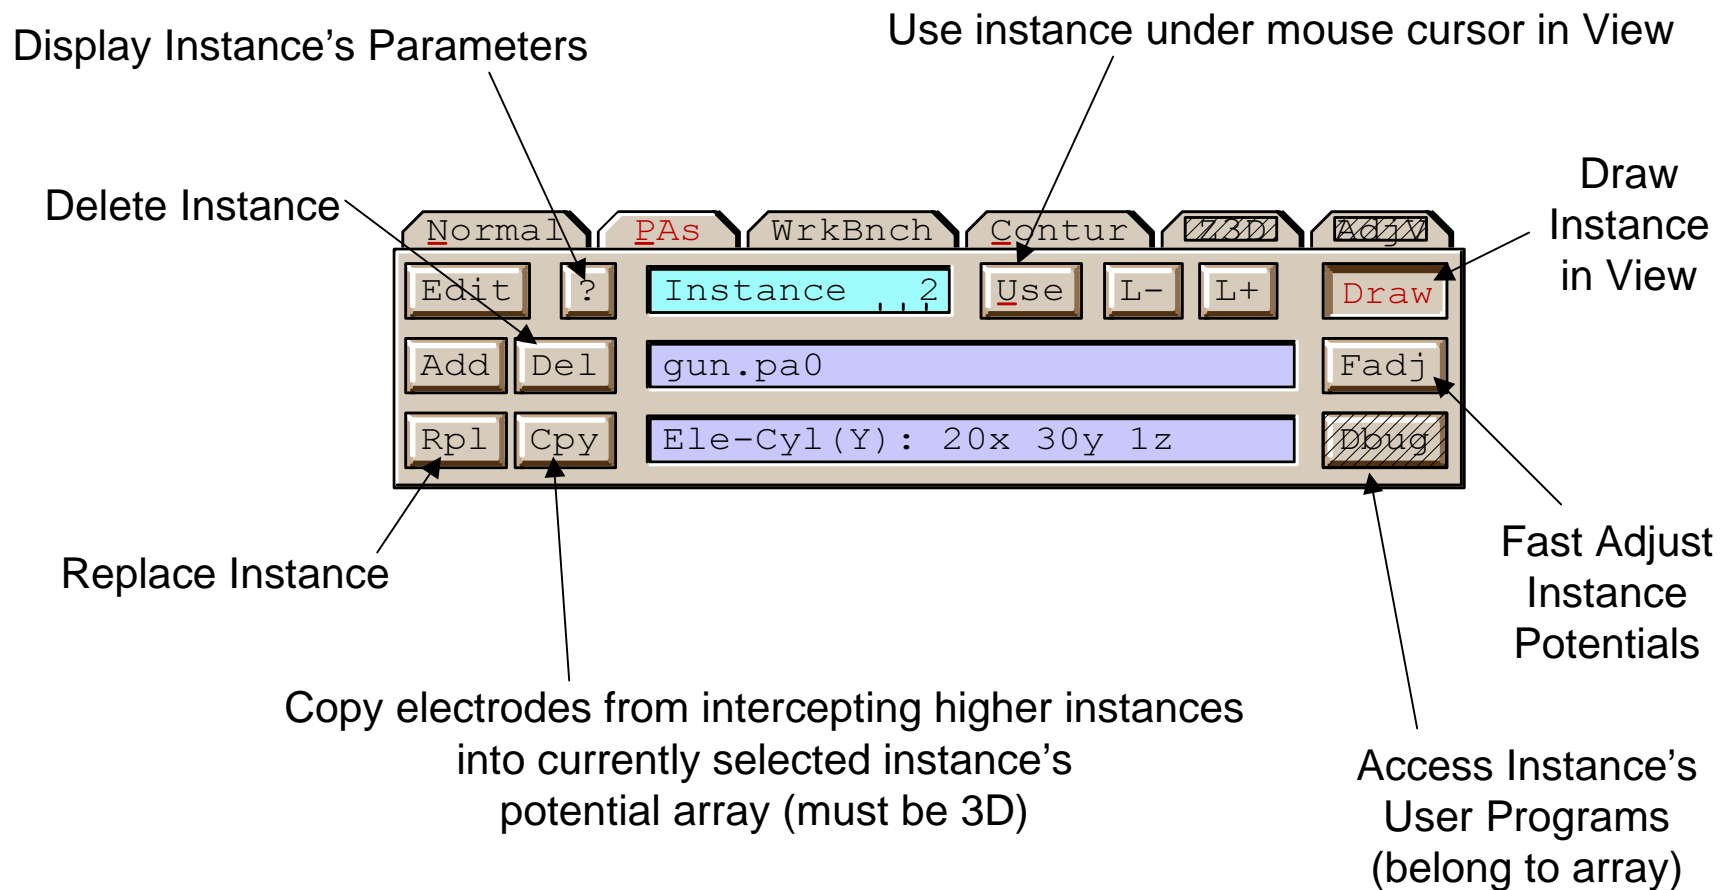 Display Instance’s Parameters
Use instance under mouse cursor in View
Delete Instance
Draw
Instance
in View
Normal PAs WrkBnch Contur Z3D AdjV
Edit ? Instance 2 Use L- L+ Draw
Add Del gun.pa0 Fadj
Rpl Cpy Ele-Cyl(Y): 20x 30y 1z Dbug
Replace Instance
Fast Adjust
Instance
Potentials
Copy electrodes from intercepting higher instances
into currently selected instance’s
potential array (must be 3D)
Access Instance’s
User Programs
(belong to array)